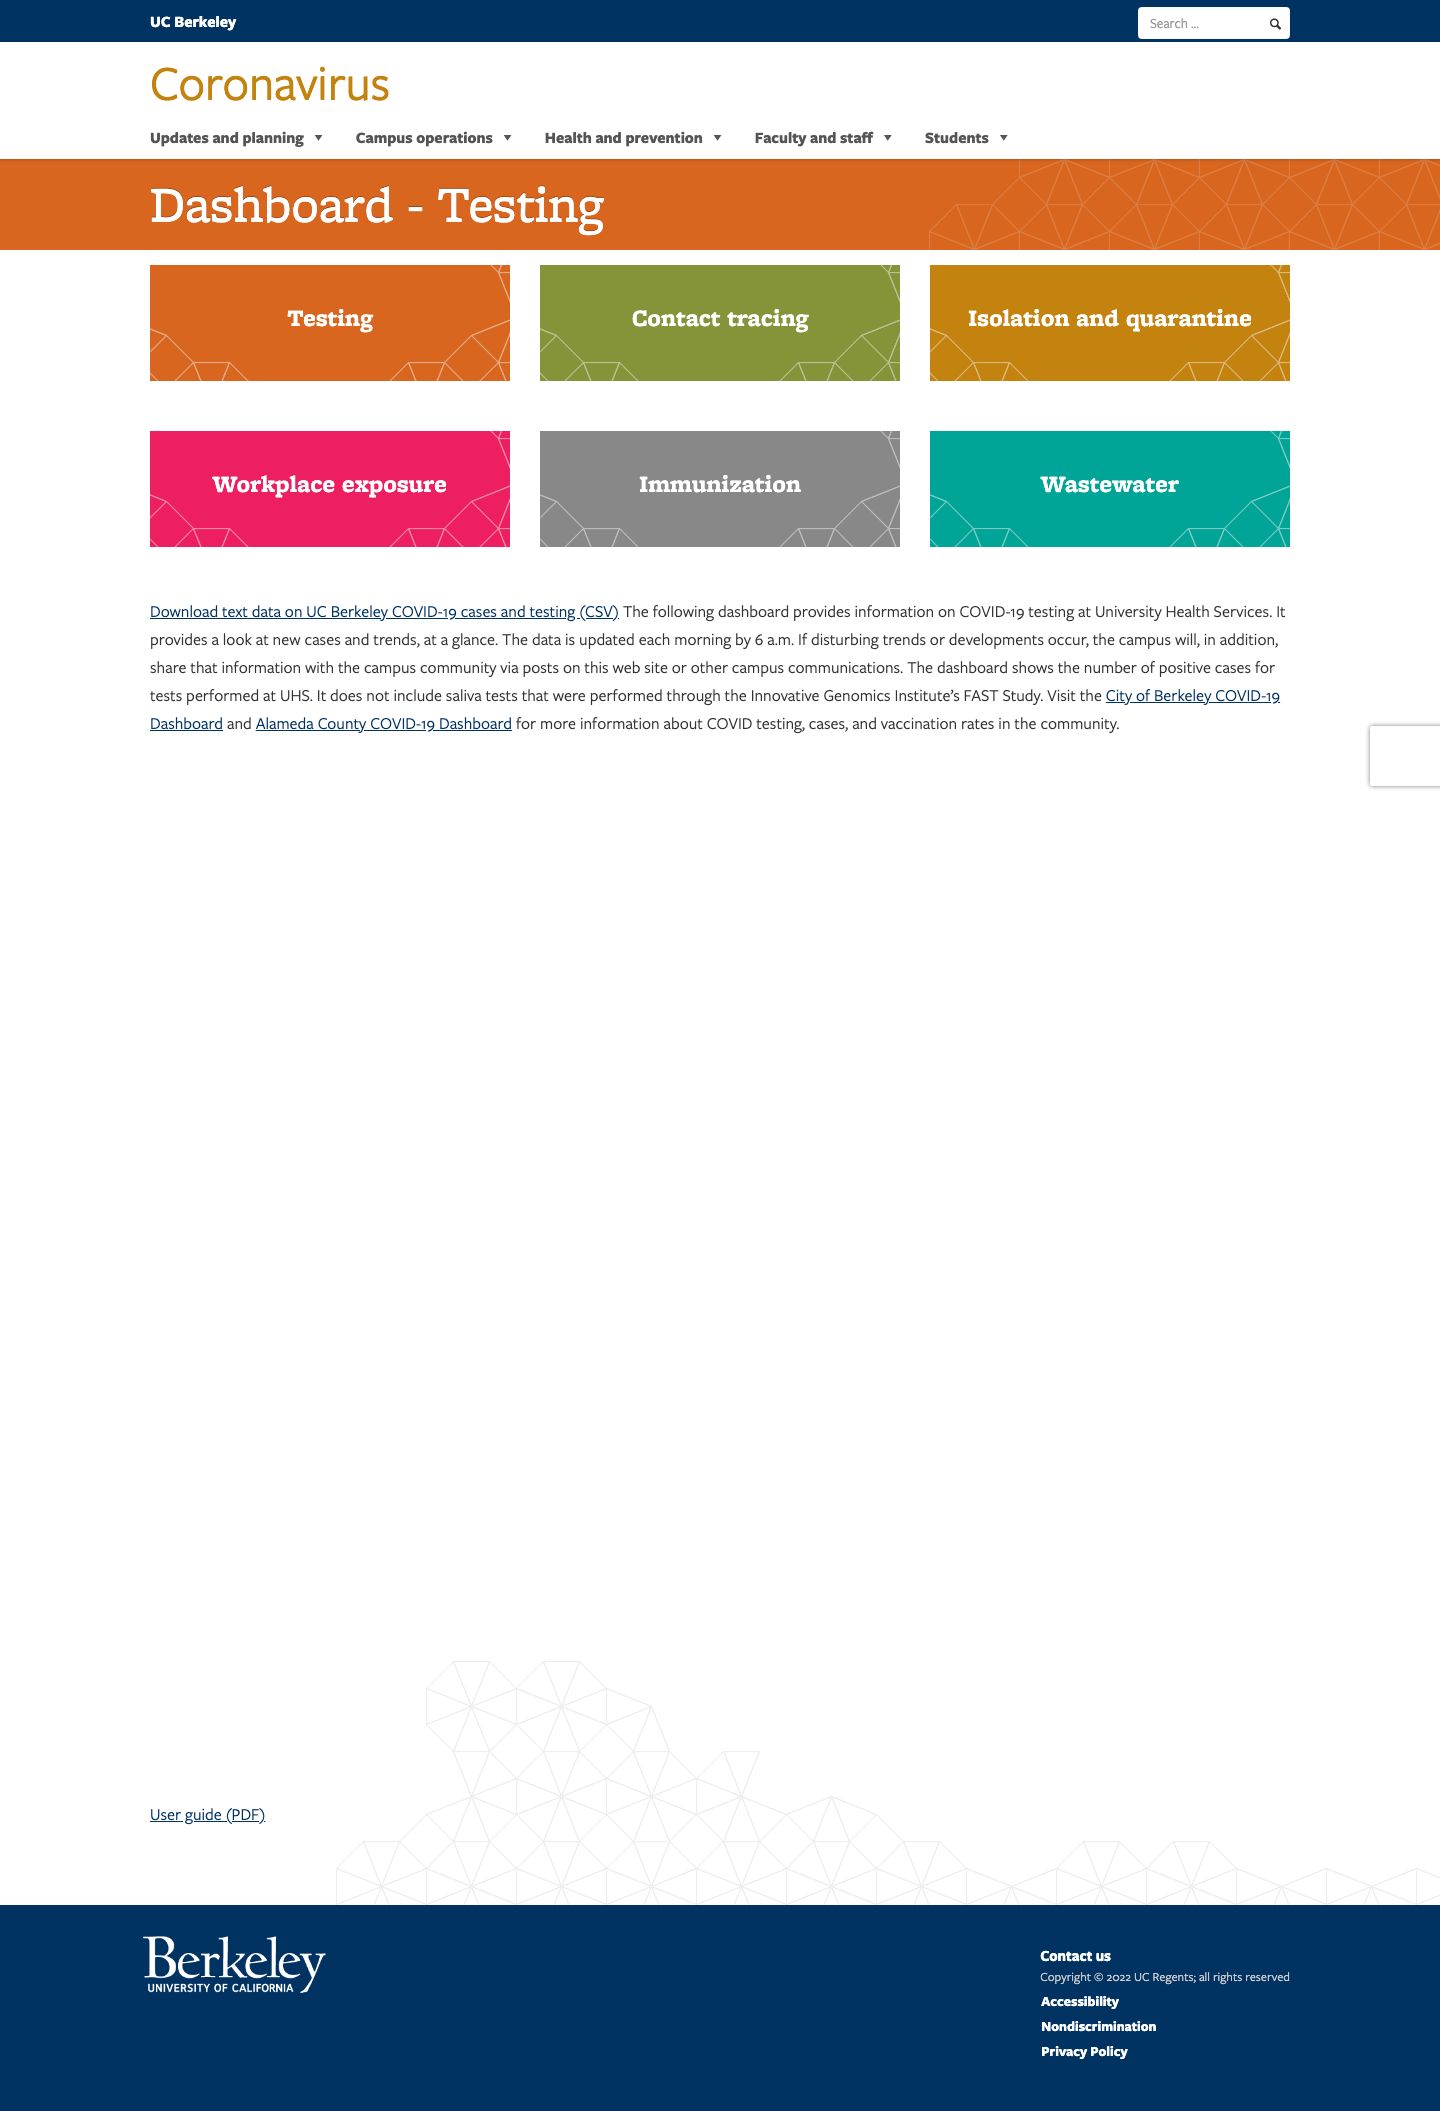 UC Berkeley
Search ...
Coronavirus
Updates and planning
Campus operations
Health and prevention
Faculty and staff
Students
Dashboard - Testing
Testing
Contact tracing
Isolation and quarantine
Workplace exposure
Immunization
Wastewater
Download text data on UC Berkeley COVID-19 cases and testing (CSV) The following dashboard provides information on COVID-19 testing at University Health Services. It
provides a look at new cases and trends, at a glance. The data is updated each morning by 6 a.m. If disturbing trends or developments occur, the campus will, in addition,
share that information with the campus community via posts on this web site or other campus communications. The dashboard shows the number of positive cases for
tests performed at UHS. It does not include saliva tests that were performed through the Innovative Genomics Institute’s FAST Study. Visit the City of Berkeley COVID-19
Dashboard and Alameda County COVID-19 Dashboard for more information about COVID testing, cases, and vaccination rates in the community.
User guide (PDF)
Berkeley
UNIVERSITY OF CALIFORNIA
Contact us
Copyright © 2022 UC Regents; all rights reserved
Accessibility
Nondiscrimination
Privacy Policy